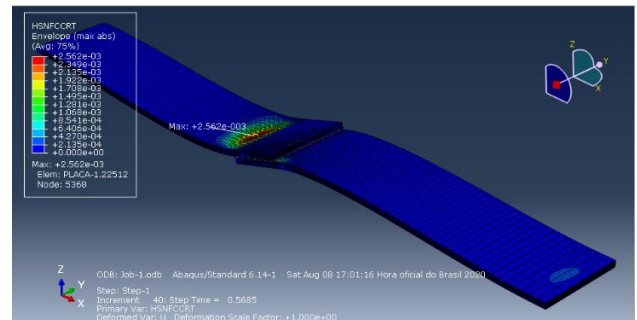 HSNFCCRT
Envelope (max abs)
(Avg: 75%)
+2.562e-03
+2.349e-03
+2.135e-03
+1.922e-03
+1.708e-03
+1.495e-03
+1.281e-03
+1.068e-03
+8.541e-04
+6.406e-04
+4.270e-04
+2.135e-04
+0.000e+00
Max: +2.562e-03
Elem: PLACA-1.22512
Node: 5368
Max: +2.562e-003
Z
Y
X
Z
Y
X
ODB: Job-1.odb Abaqus/Standard 6.14-1 Sat Aug 08 17:01:16 Hora oficial do Brasil 2020
Step: Step-1
Increment 40: Step Time = 0.5685
Primary Var: HSNFCCRT
Deformed Var: U Deformation Scale Factor: +1.000e+00